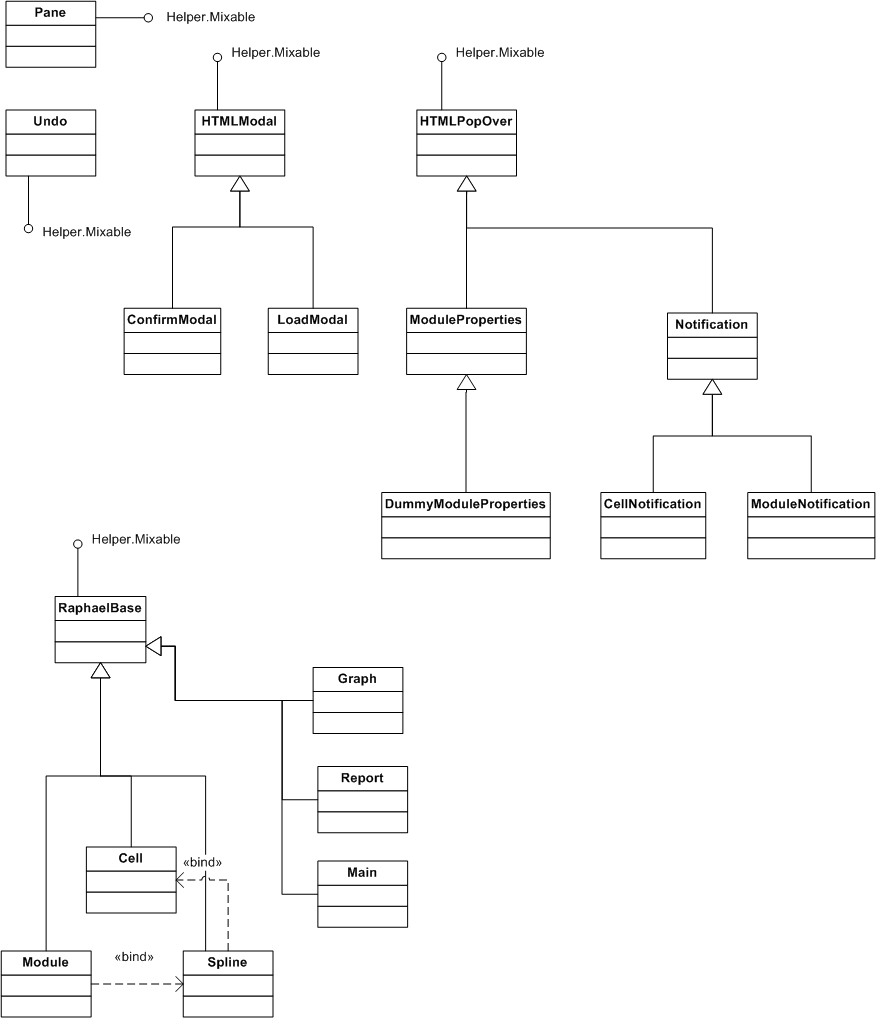 Pane
Helper.Mixable
Helper.Mixable
Helper.Mixable
Undo
HTMLModal
HTMLPopOver
Helper.Mixable
ConfirmModal
LoadModal
ModuleProperties
Notification
DummyModuleProperties
CellNotification
ModuleNotification
Helper.Mixable
RaphaelBase
Graph
Report
Cell
«bind»
Main
«bind»
Module
Spline